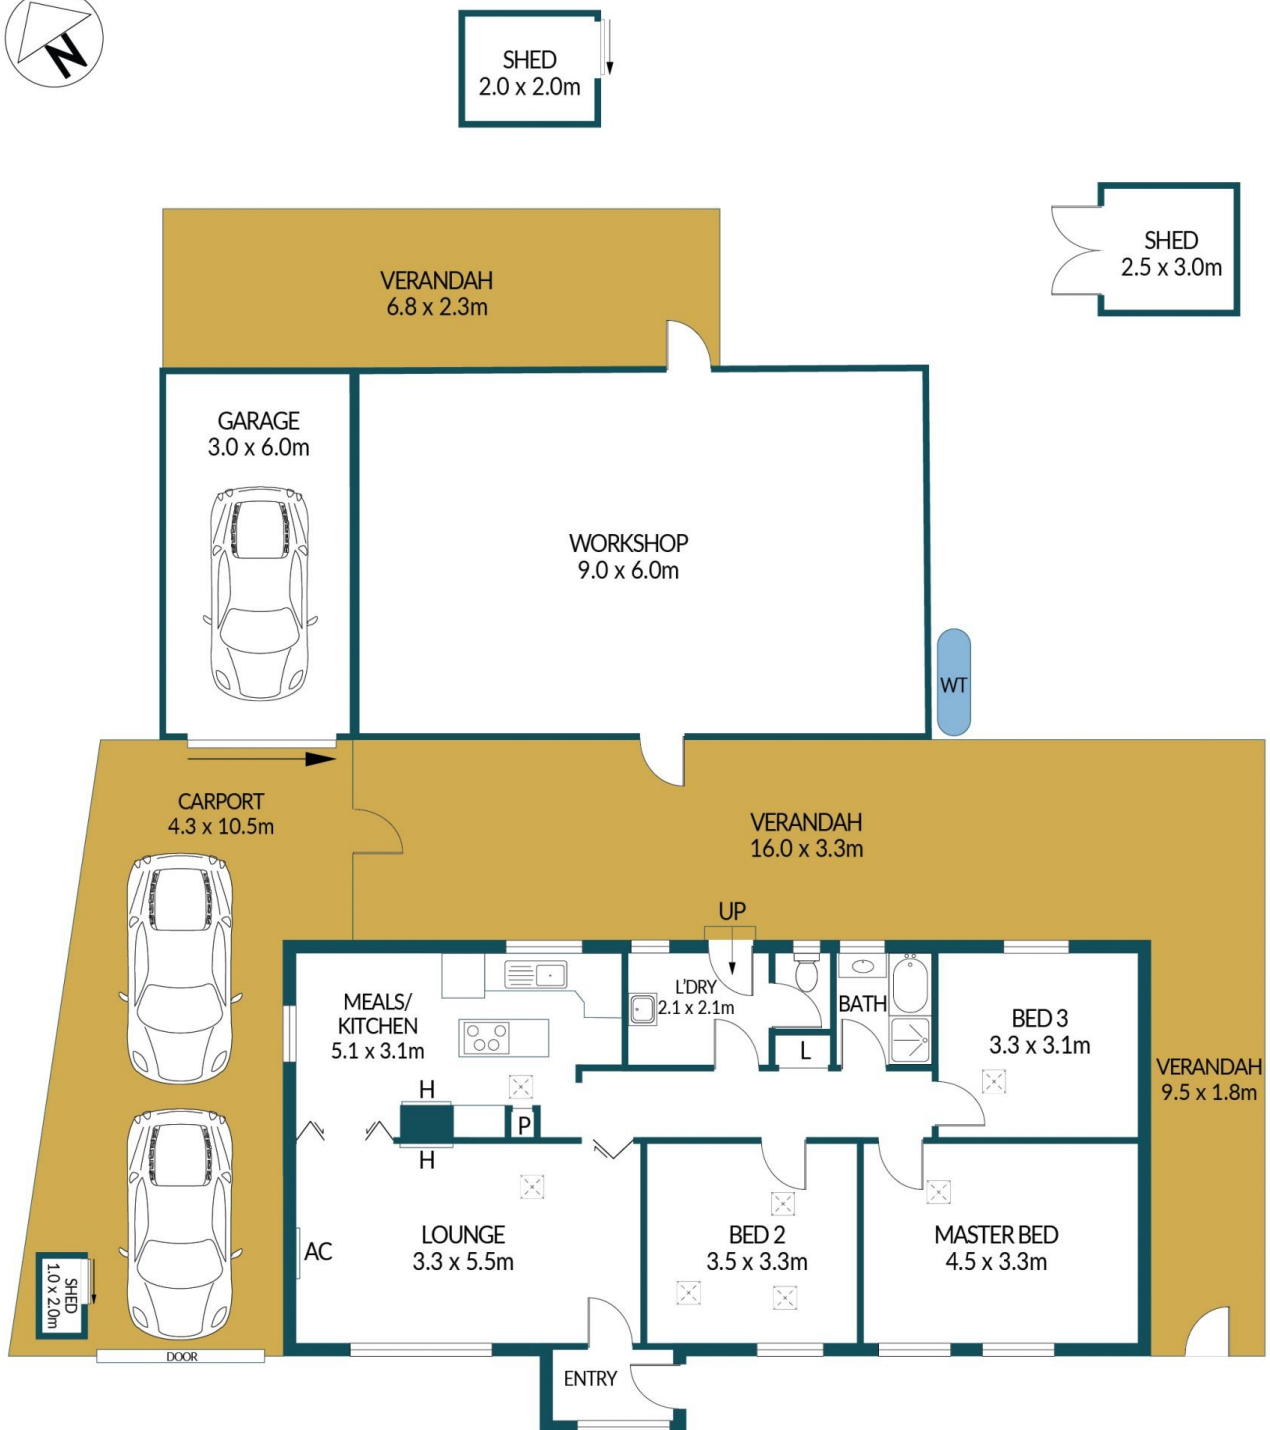 N
SHED
2.0 x 2.0m
SHED
2.5 x 3.0m
VERANDAH
6.8 x 2.3m
GARAGE
3.0 x 6.0m
WORKSHOP
9.0 x 6.0m
WT
CARPORT
4.3 x 10.5m
VERANDAH
16.0 x 3.3m
UP
MEALS/
KITCHEN
5.1 x 3.1m
L'DRY
2.1 x 2.1m
BATH
L
BED 3
3.3 x 3.1m
VERANDAH
9.5 x 1.8m
H
P
H
LOUNGE
3.3 x 5.5m
AC
BED 2
3.5 x 3.3m
MASTER BED
4.5 x 3.3m
SHED
1.0 x 2.0m
DOOR
ENTRY